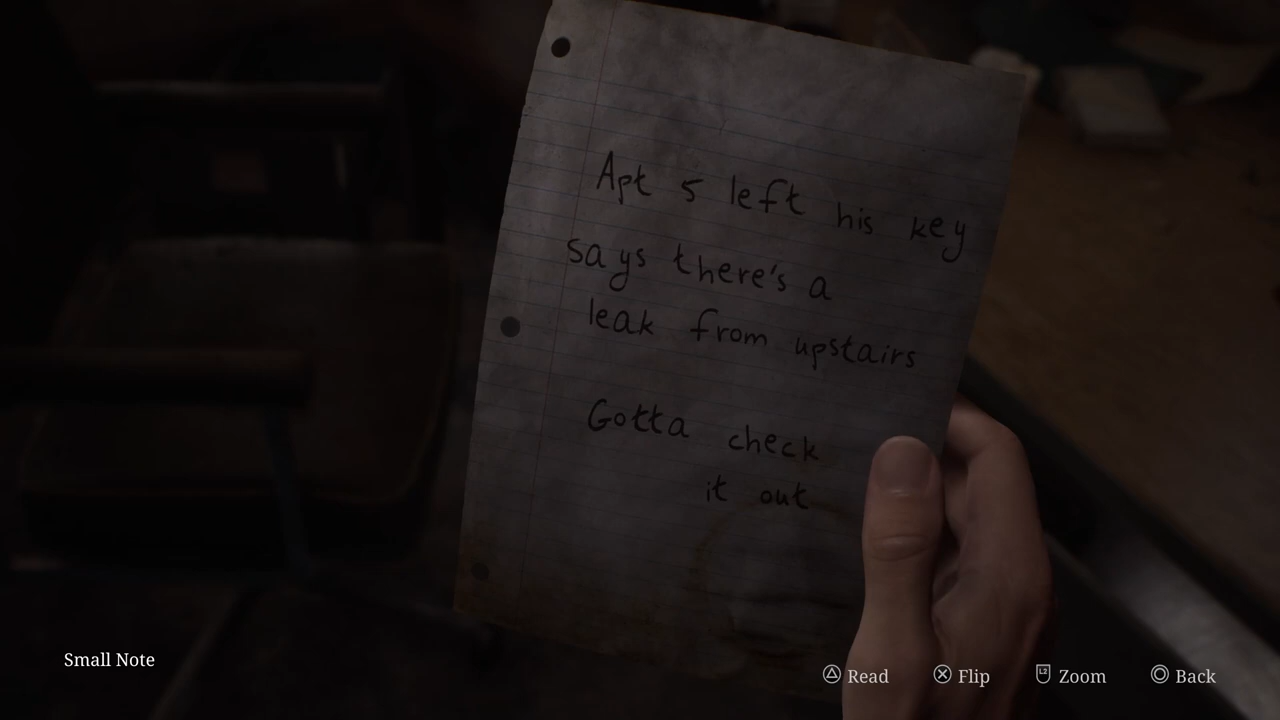 Apt 5 left his key
says there's a
leak from upstairs
Gotta check
it out
Small Note
Read Flip L2 Zoom Back